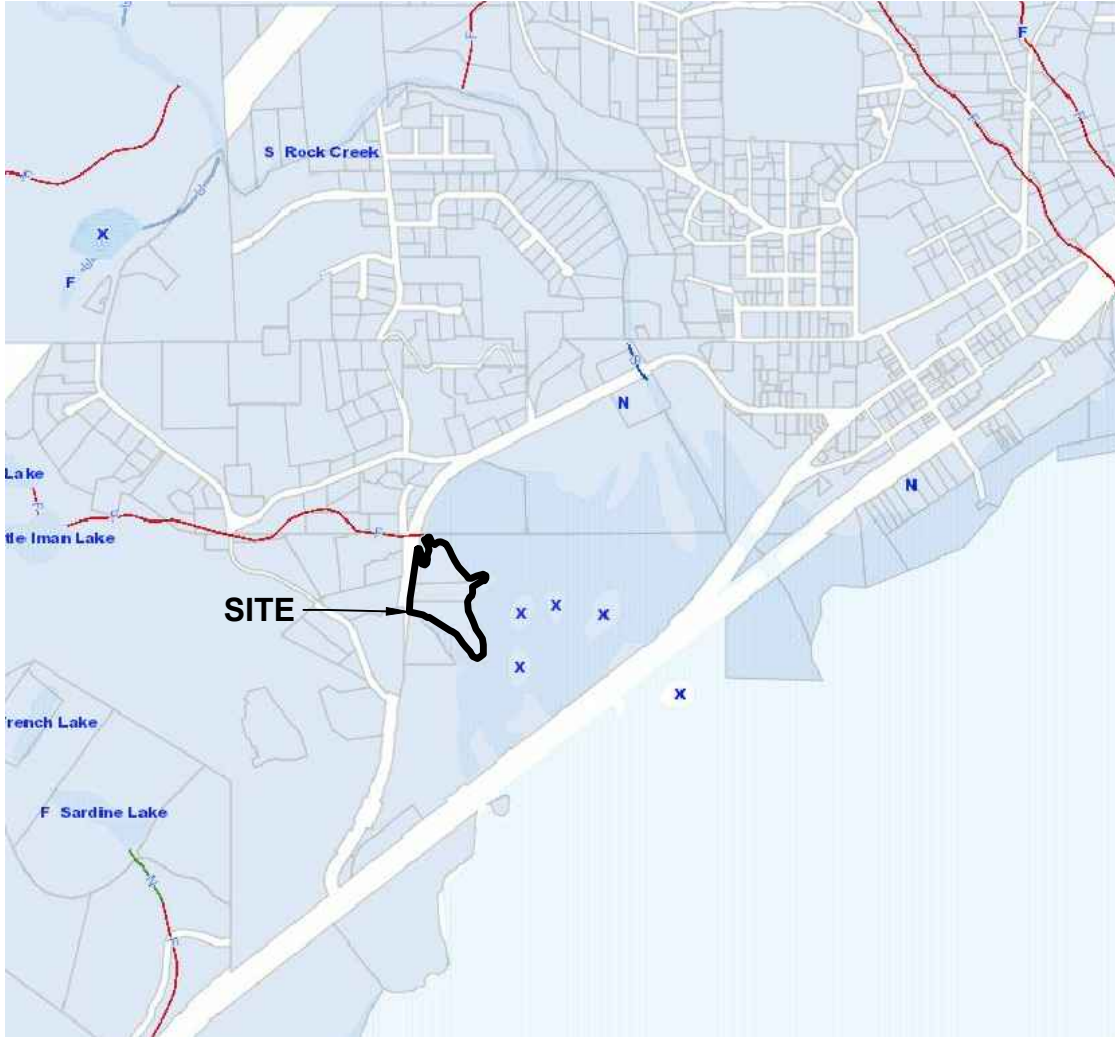 F
F
F
F
S Rock Creek
F
S
X
F
S
S
N
Lake
N
F
F
F
tle Iman Lake
SITE
X
X
X
X
X
rench Lake
F Sardine Lake
N
F